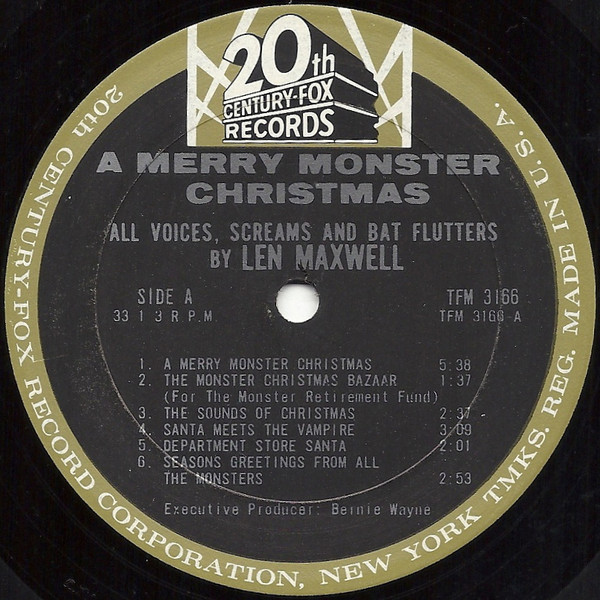 20th
CENTURY-FOX
RECORDS
A MERRY MONSTER
CHRISTMAS
ALL VOICES, SCREAMS AND BAT FLUTTERS
BY LEN MAXWELL
SIDE A TFM 3166
33 1 3 R P.M. TFM 3166-A
1. A MERRY MONSTER CHRISTMAS 5:38
2. THE MONSTER CHRISTMAS BAZAAR 1:37
(For The Monster Retirement Fund)
3. THE SOUNDS OF CHRISTMAS 2:37
4. SANTA MEETS THE VAMPIRE 3:09
5. DEPARTMENT STORE SANTA 2:01
6. SEASONS GREETINGS FROM ALL
THE MONSTERS 2:53
Executive Producer: Bernie Wayne
20th CENTURY-FOX RECORD CORPORATION, NEW YORK TMKS. REG. MADE IN U.S.A.